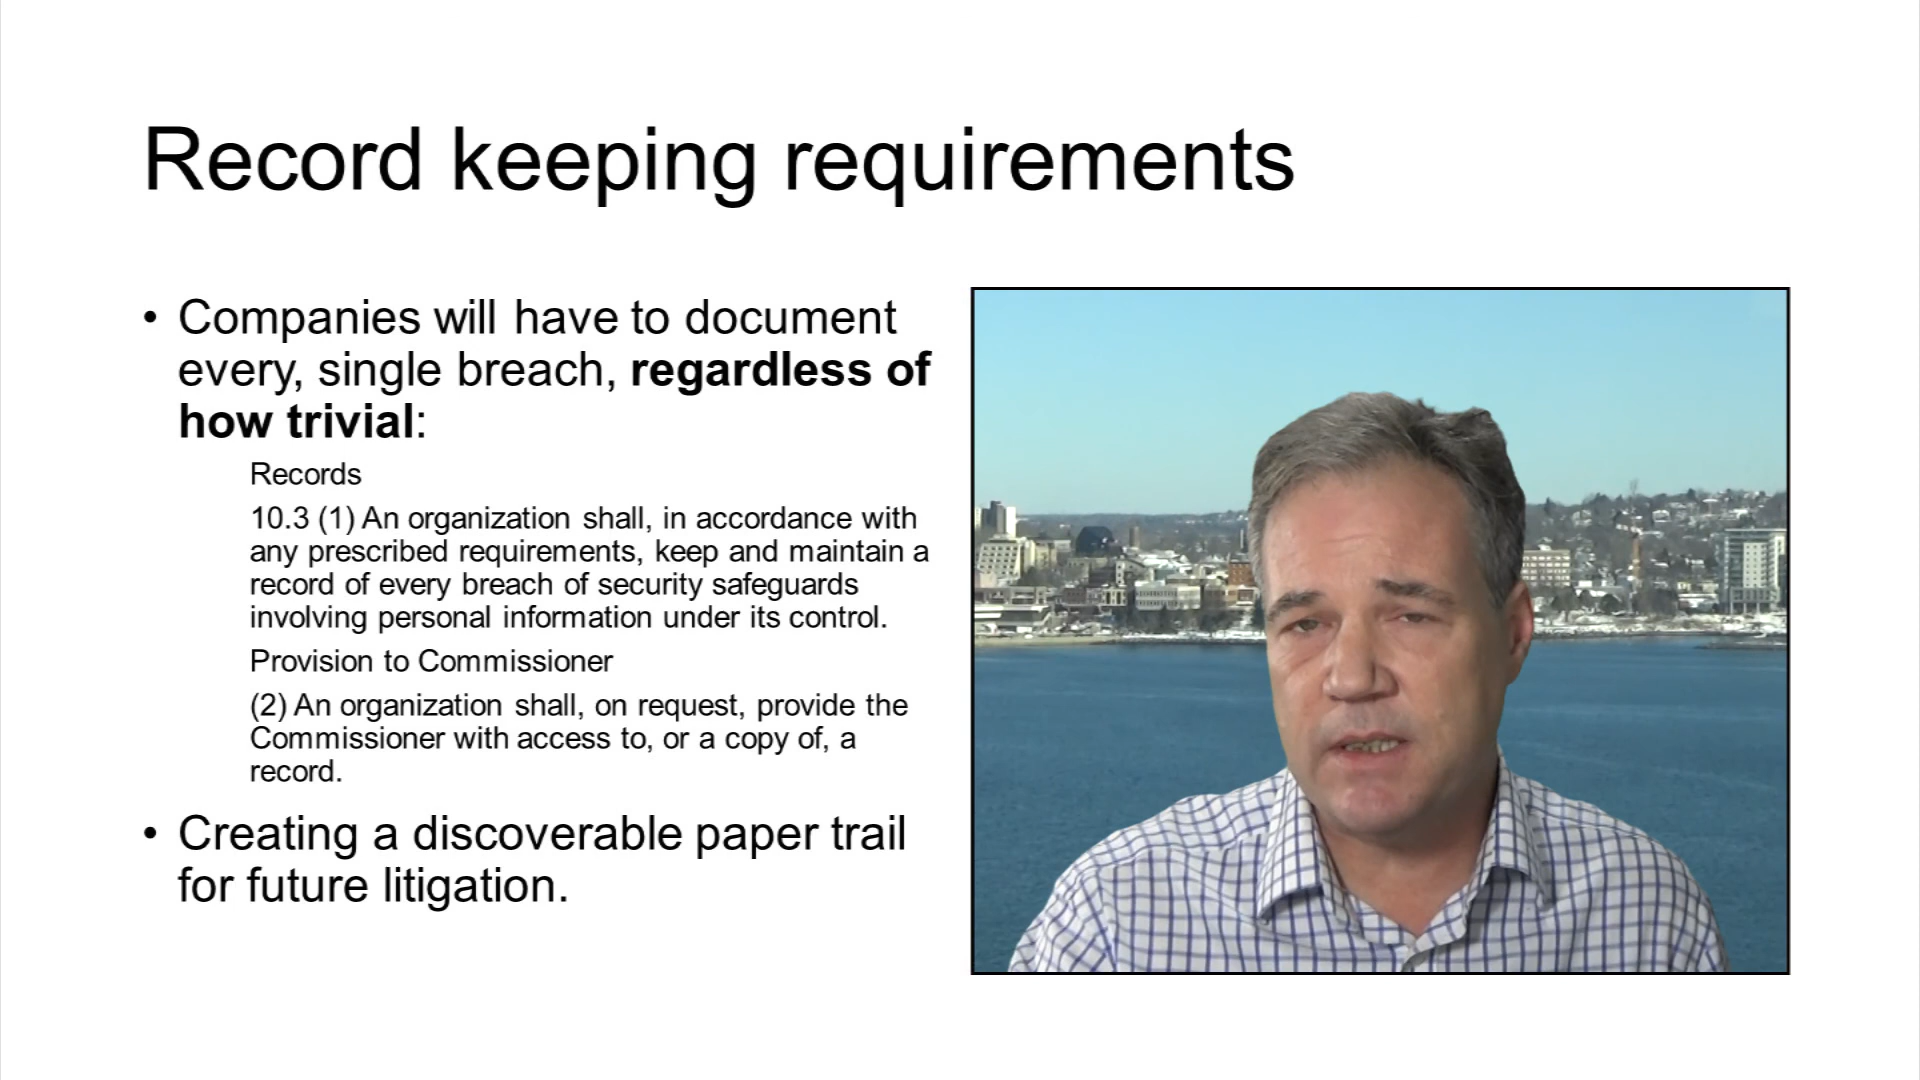 Record keeping requirements
• Companies will have to document
every, single breach, regardless of
how trivial:
Records
10.3 (1) An organization shall, in accordance with
any prescribed requirements, keep and maintain a
record of every breach of security safeguards
involving personal information under its control.
Provision to Commissioner
(2) An organization shall, on request, provide the
Commissioner with access to, or a copy of, a
record.
• Creating a discoverable paper trail
for future litigation.